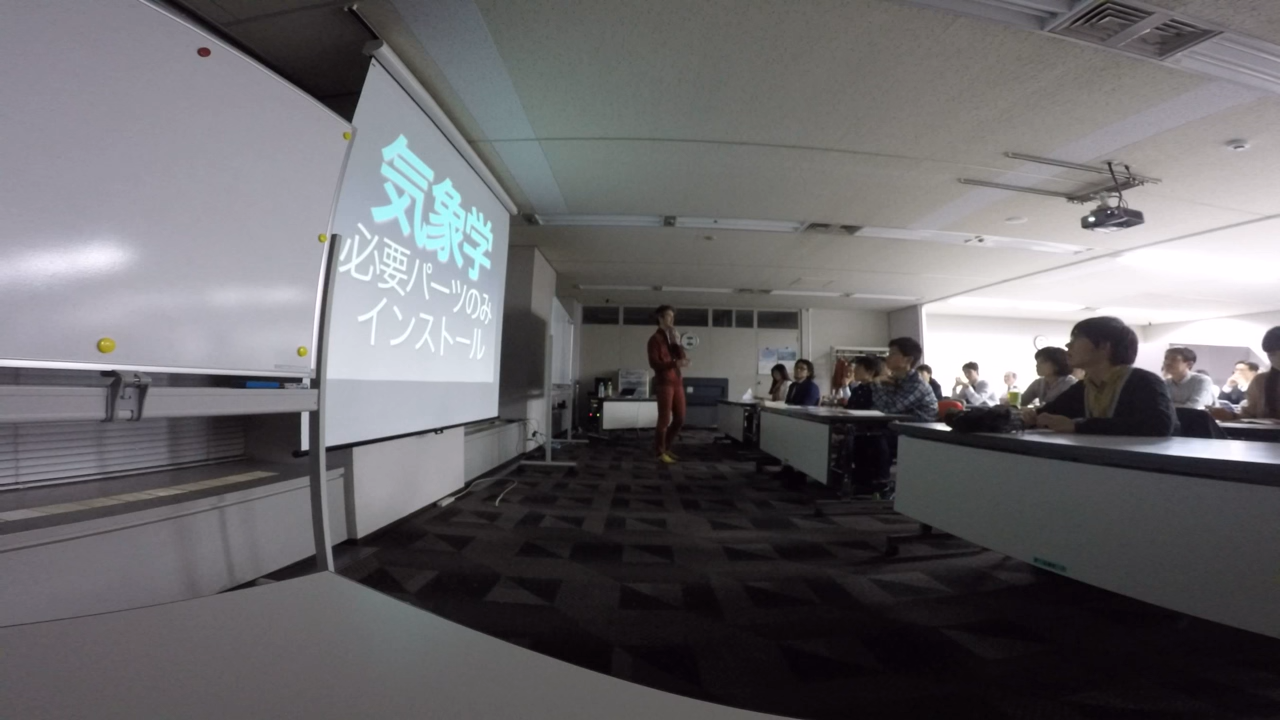 気象学
必要パーツのみ
インストール